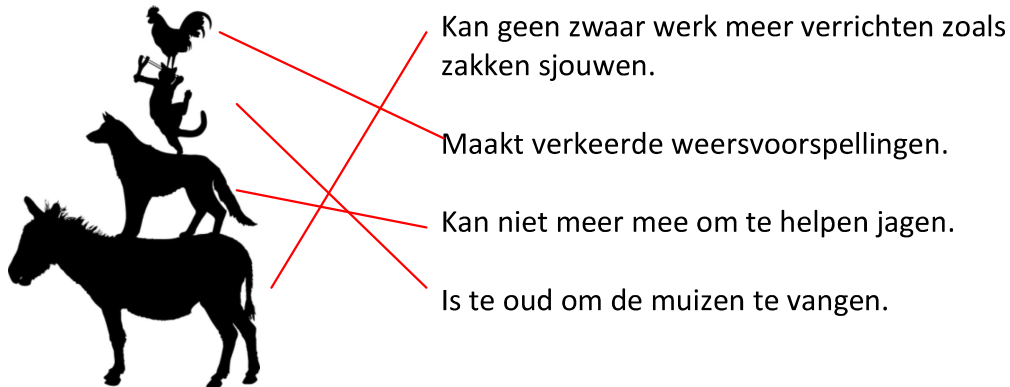 Kan geen zwaar werk meer verrichten zoals
zakken sjouwen.
Maakt verkeerde weersvoorspellingen.
Kan niet meer mee om te helpen jagen.
Is te oud om de muizen te vangen.